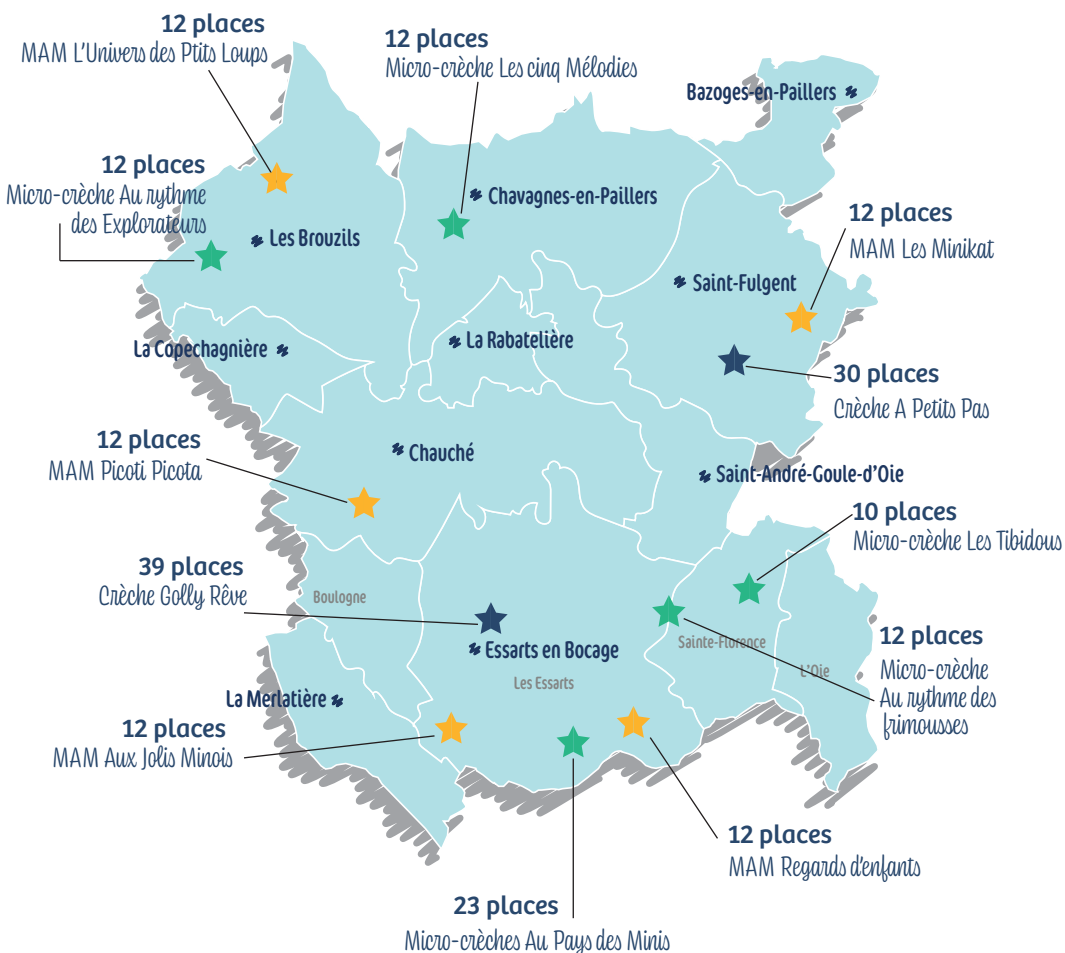 12 places
MAM L'Univers des Ptits Loups
12 places
Micro-crèche Les cinq Mélodies
Bazoges-en-Paillers
12 places
Micro-crèche Au rythme
des Explorateurs
Chavagnes-en-Paillers
12 places
MAM Les Minikat
Les Brouzils
Saint-Fulgent
La Copechagnière
La Rabatelière
30 places
Crèche A Petits Pas
12 places
MAM Picoti Picota
Chauché
Saint-André-Goule-d'Oie
10 places
Micro-crèche Les Tibidous
39 places
Crèche Golly Rêve
Boulogne
Essarts en Bocage
Les Essarts
Sainte-Florence
L'Oie
12 places
Micro-crèche
Au rythme des
frimousses
La Merlatière
12 places
MAM Aux Jolis Minois
12 places
MAM Regards d'enfants
23 places
Micro-crèches Au Pays des Minis